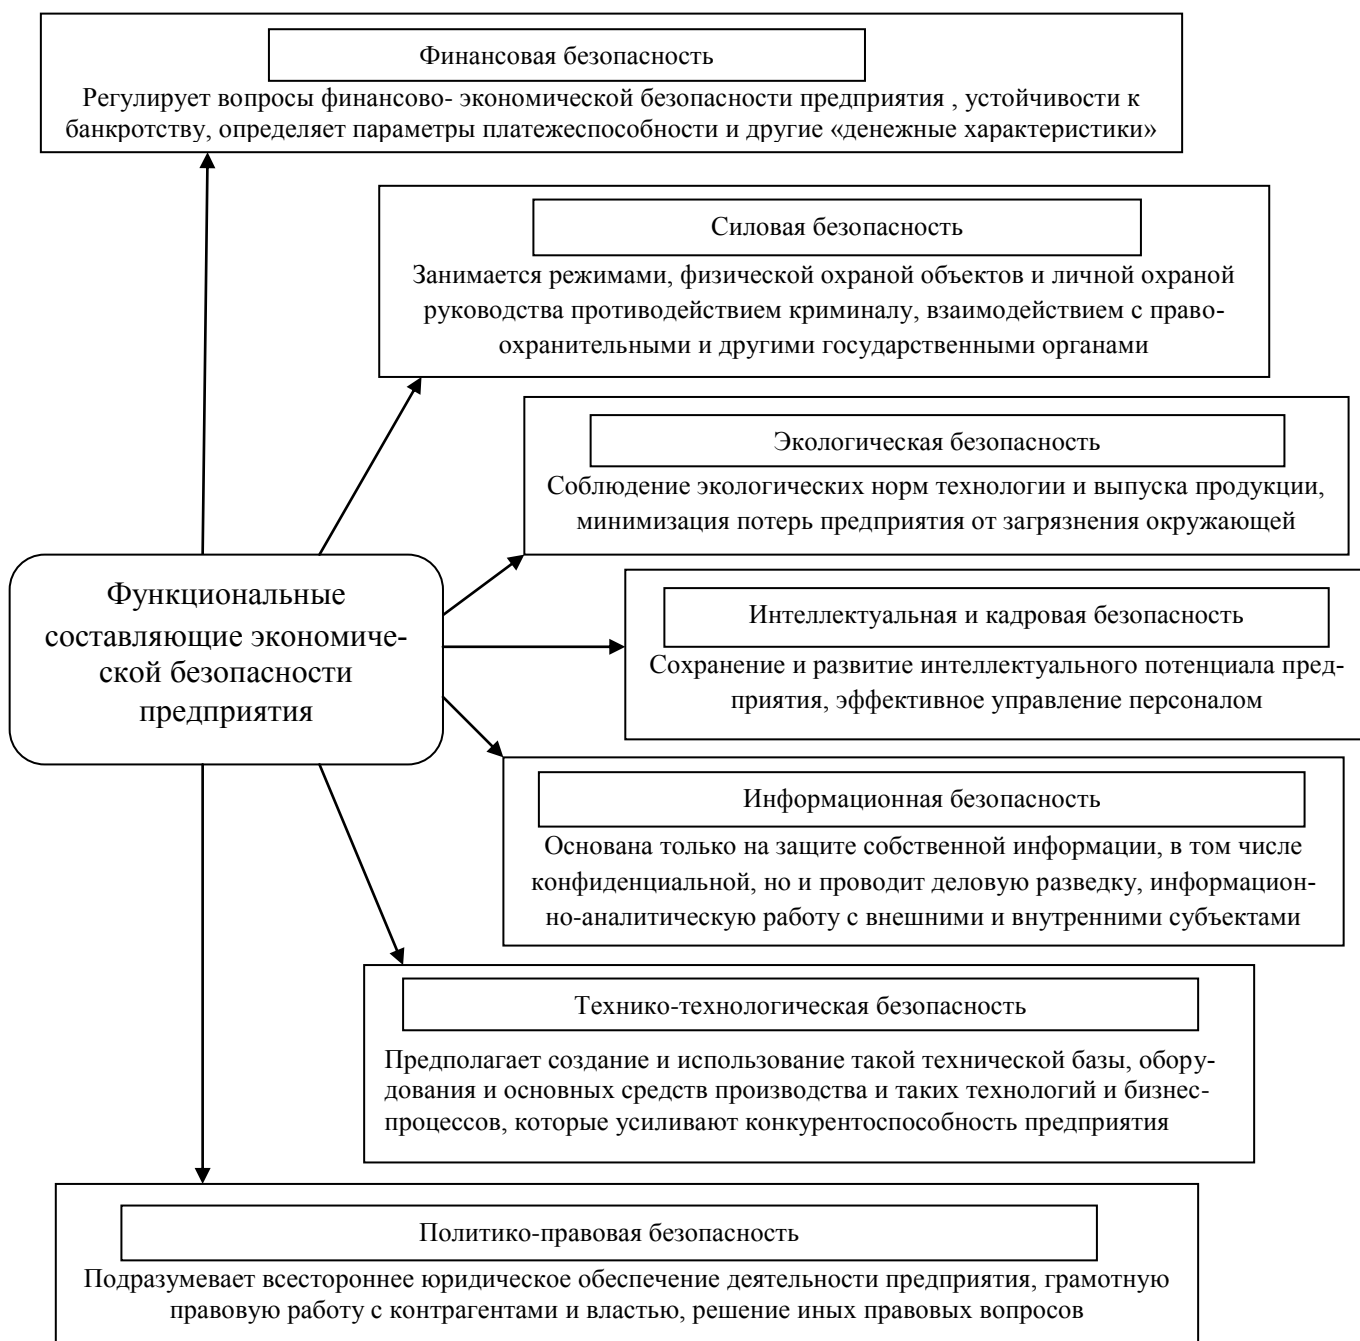 Финансовая безопасность
Регулирует вопросы финансово- экономической безопасности предприятия , устойчивости к
банкротству, определяет параметры платежеспособности и другие «денежные характеристики»
Силовая безопасность
Занимается режимами, физической охраной объектов и личной охраной
руководства противодействием криминалу, взаимодействием с право-
охранительными и другими государственными органами
Экологическая безопасность
Соблюдение экологических норм технологии и выпуска продукции,
минимизация потерь предприятия от загрязнения окружающей
Функциональные
составляющие экономиче-
ской безопасности
предприятия
Интеллектуальная и кадровая безопасность
Сохранение и развитие интеллектуального потенциала пред-
приятия, эффективное управление персоналом
Информационная безопасность
Основана только на защите собственной информации, в том числе
конфиденциальной, но и проводит деловую разведку, информацион-
но-аналитическую работу с внешними и внутренними субъектами
Технико-технологическая безопасность
Предполагает создание и использование такой технической базы, обору-
дования и основных средств производства и таких технологий и бизнес-
процессов, которые усиливают конкурентоспособность предприятия
Политико-правовая безопасность
Подразумевает всестороннее юридическое обеспечение деятельности предприятия, грамотную
правовую работу с контрагентами и властью, решение иных правовых вопросов